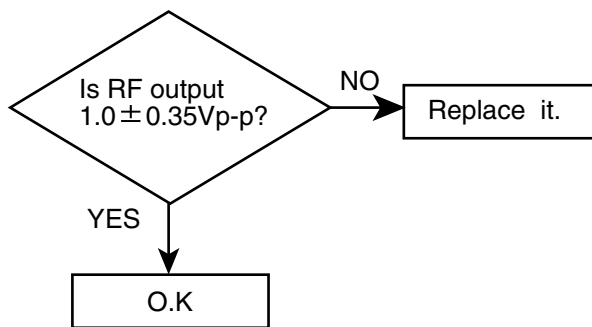 Is RF output
1.0±0.35Vp-p?
NO
Replace it.
YES
O.K